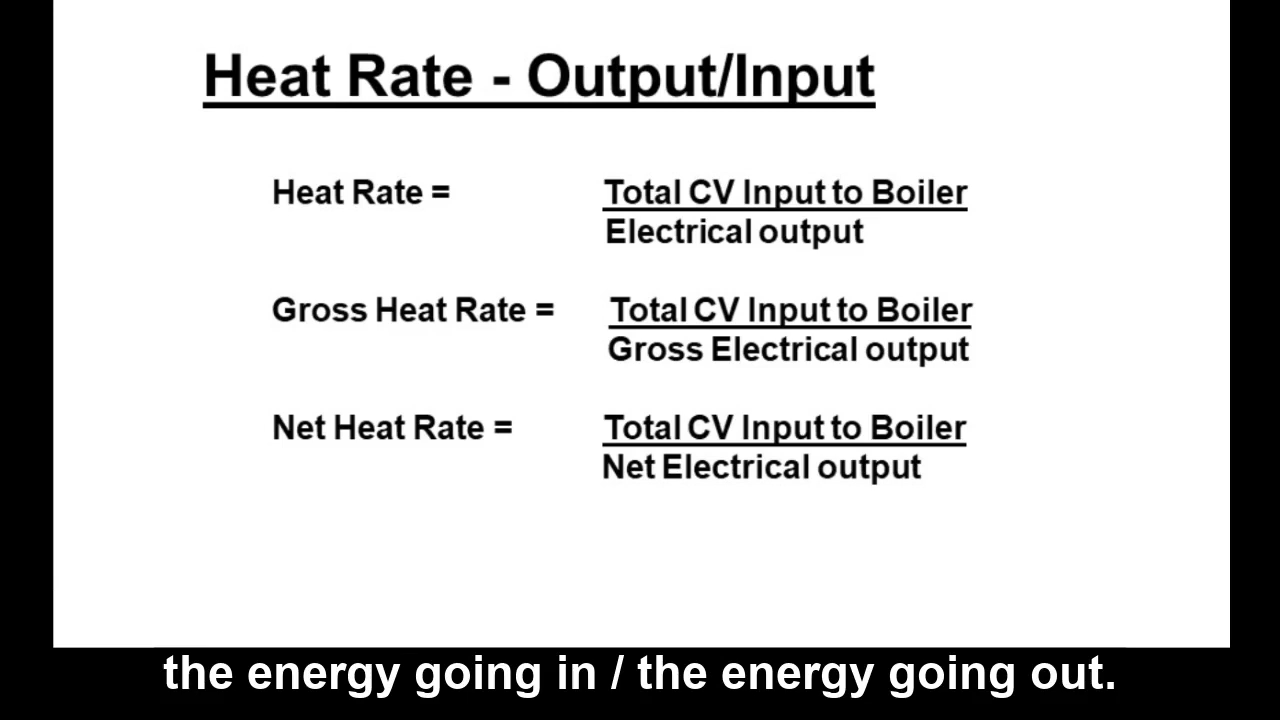 Heat Rate - Output/Input
Heat Rate = Total CV Input to Boiler
Electrical output
Gross Heat Rate = Total CV Input to Boiler
Gross Electrical output
Net Heat Rate = Total CV Input to Boiler
Net Electrical output
the energy going in / the energy going out.